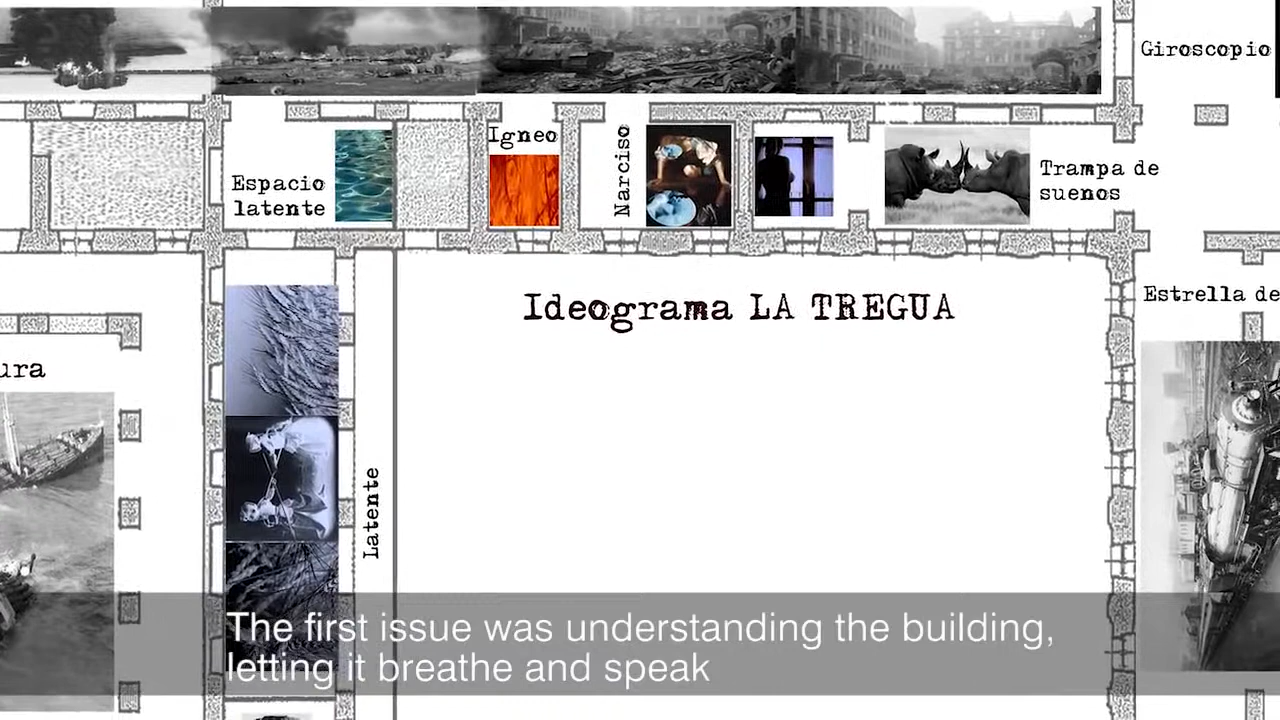 Giroscopio
Igneo
Narciso
Espacio
latente
Trampa de
suenos
Estrella de
Ideograma LA TREGUA
ura
Latente
The first issue was understanding the building,
letting it breathe and speak